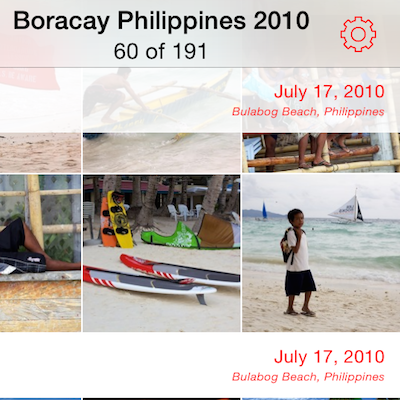 Boracay Philippines 2010
60 of 191
July 17, 2010
Bulabog Beach, Philippines
July 17, 2010
Bulabog Beach, Philippines